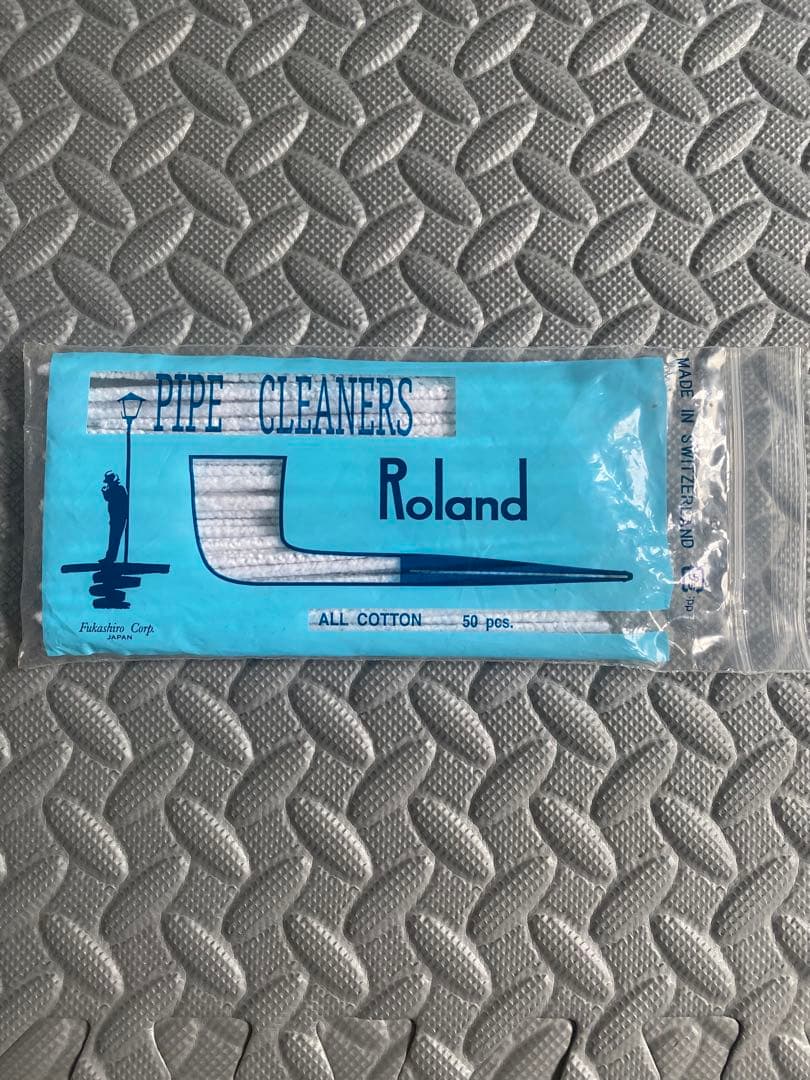 PIPE CLEANERS
Roland
ALL COTTON 50 pcs.
Fukashiro Corp.
JAPAN
MADE IN SWITZERLAND